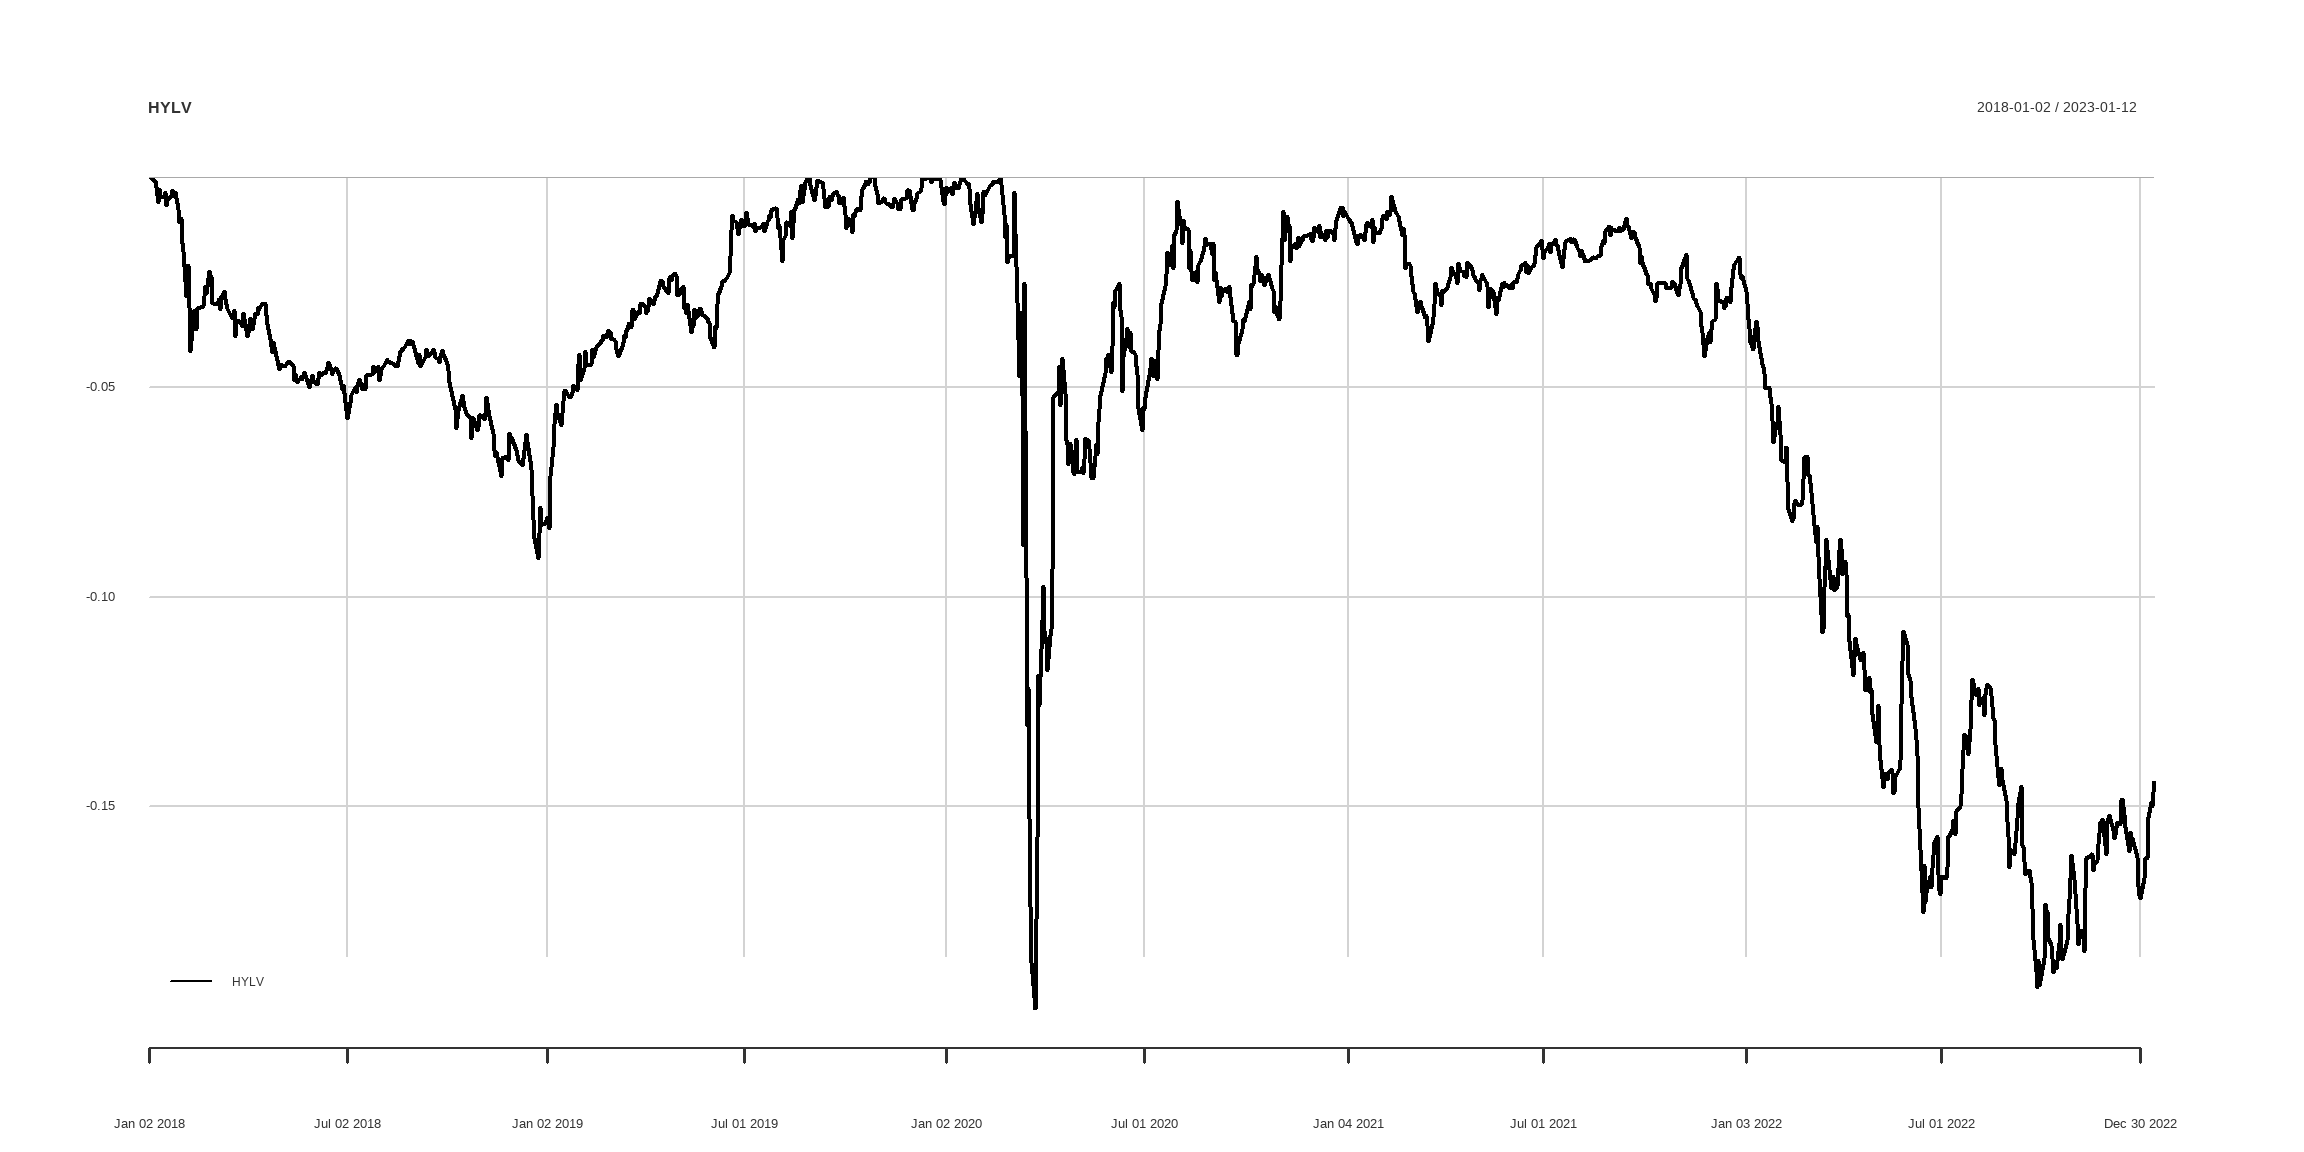 HYLV
2018-01-02 / 2023-01-12
-0.05
-0.10
-0.15
HYLV
Jan 02 2018
Jul 02 2018
Jan 02 2019
Jul 01 2019
Jan 02 2020
Jul 01 2020
Jan 04 2021
Jul 01 2021
Jan 03 2022
Jul 01 2022
Dec 30 2022